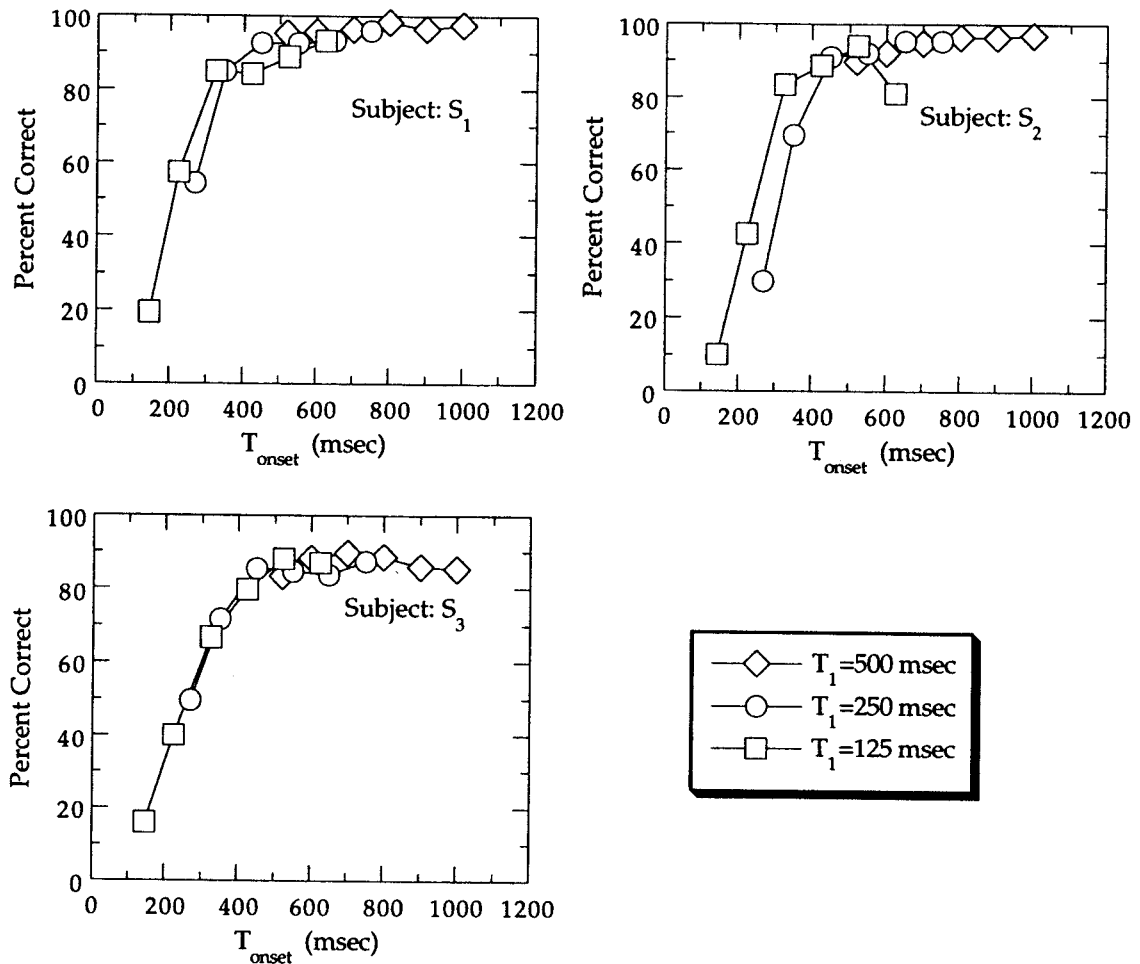 100
80
60
40
20
0
Percent Correct
Subject: S1
0 200 400 600 800 1000 1200
Tonset (msec)
100
80
60
40
20
0
Percent Correct
Subject: S2
0 200 400 600 800 1000 1200
Tonset (msec)
100
80
60
40
20
0
Percent Correct
Subject: S3
0 200 400 600 800 1000 1200
Tonset (msec)
T1=500 msec
T1=250 msec
T1=125 msec